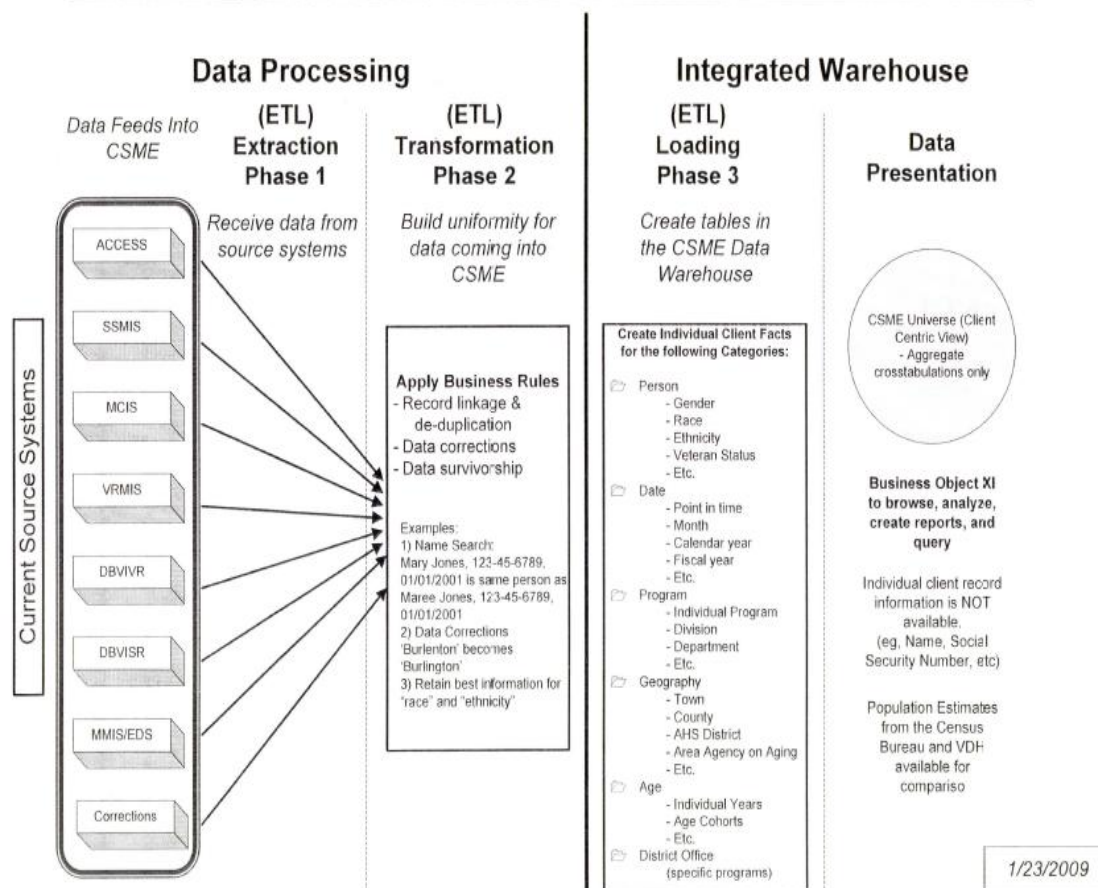 Data Processing
Integrated Warehouse
Data Feeds Into
CSME
(ETL)
Extraction
Phase 1
Receive data from
source systems
(ETL)
Transformation
Phase 2
Build uniformity for
data coming into
CSME
(ETL)
Loading
Phase 3
Create tables in
the CSME Data
Warehouse
Data
Presentation
Current Source Systems
ACCESS
SSMIS
MCIS
VRMIS
DBVIVR
DBVISR
MMIS/EDS
Corrections
Apply Business Rules
- Record linkage &
de-duplication
- Data corrections
- Data survivorship
Examples:
1) Name Search:
Mary Jones, 123-45-6789,
01/01/2001 is same person as
Maree Jones, 123-45-6789,
01/01/2001
2) Data Corrections
'Burlenton' becomes
'Burlington'
3) Retain best information for
"race" and "ethnicity"
Create Individual Client Facts
for the following Categories:
Person
- Gender
- Race
- Ethnicity
- Veteran Status
- Etc.
Date
- Point in time
- Month
- Calendar year
- Fiscal year
- Etc.
Program
- Individual Program
- Division
- Department
- Etc.
Geography
- Town
- County
- AHS District
- Area Agency on Aging
- Etc.
Age
- Individual Years
- Age Cohorts
- Etc.
District Office
(specific programs)
CSME Universe (Client
Centric View)
- Aggregate
crosstabulations only
Business Object XI
to browse, analyze,
create reports, and
query
Individual client record
information is NOT
available,
(eg, Name, Social
Security Number, etc)
Population Estimates
from the Census
Bureau and VDH
available for
compariso
1/23/2009